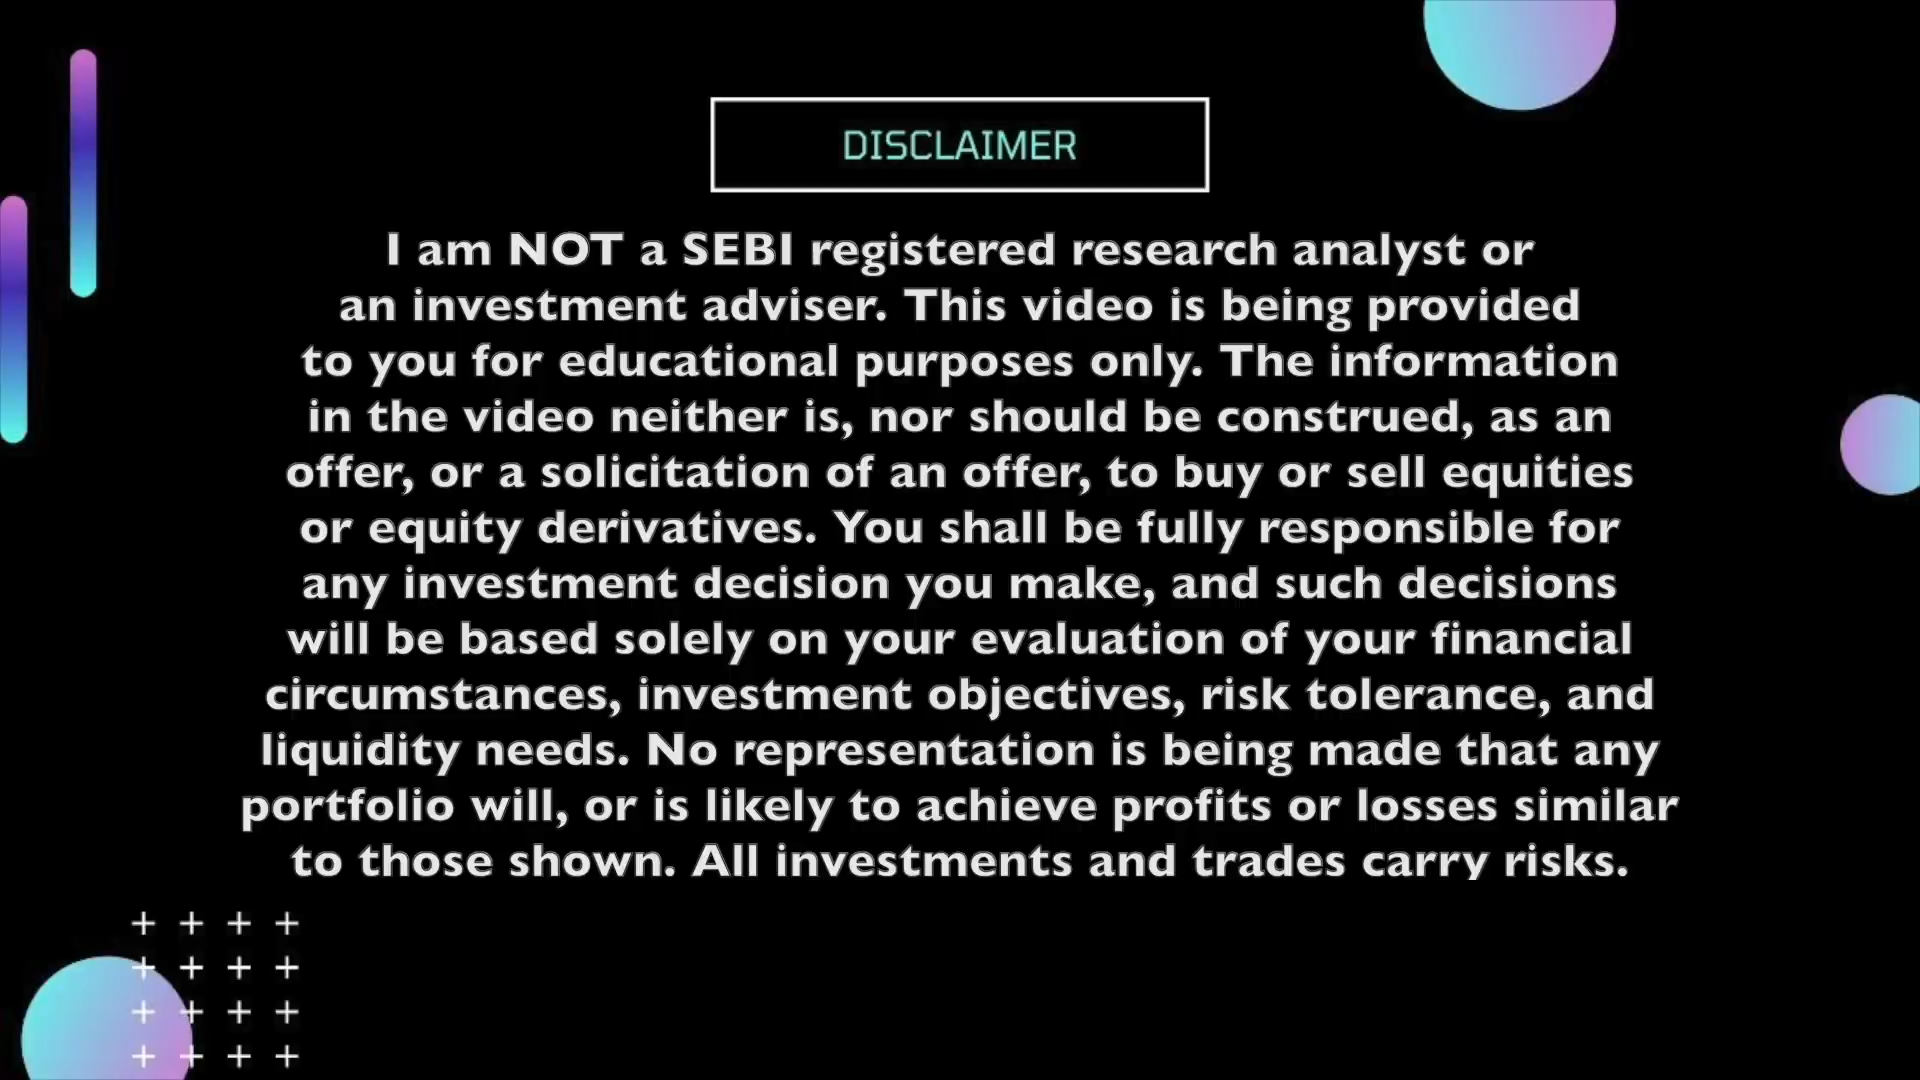 DISCLAIMER
I am NOT a SEBI registered research analyst or
an investment adviser. This video is being provided
to you for educational purposes only. The information
in the video neither is, nor should be construed, as an
offer, or a solicitation of an offer, to buy or sell equities
or equity derivatives. You shall be fully responsible for
any investment decision you make, and such decisions
will be based solely on your evaluation of your financial
circumstances, investment objectives, risk tolerance, and
liquidity needs. No representation is being made that any
portfolio will, or is likely to achieve profits or losses similar
to those shown. All investments and trades carry risks.